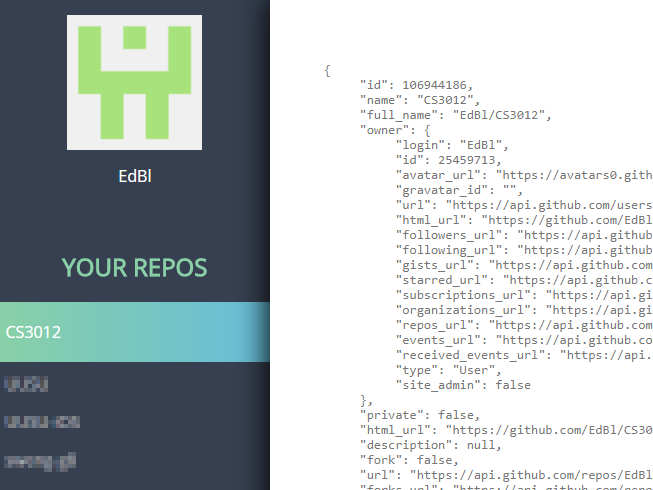 EdBl
YOUR REPOS
CS3012
{
"id": 106944186,
"name": "CS3012",
"full_name": "EdBl/CS3012",
"owner": {
"login": "EdBl",
"id": 25459713,
"avatar_url": "https://avatars0.gith
"gravatar_id": "",
"url": "https://api.github.com/users
"html_url": "https://github.com/EdBl
"followers_url": "https://api.github
"following_url": "https://api.github
"gists_url": "https://api.github.com
"starred_url": "https://api.github.c
"subscriptions_url": "https://api.gi
"organizations_url": "https://api.gi
"repos_url": "https://api.github.com
"events_url": "https://api.github.co
"received_events_url": "https://api.
"type": "User",
"site_admin": false
},
"private": false,
"html_url": "https://github.com/EdBl/CS30
"description": null,
"fork": false,
"url": "https://api.github.com/repos/EdBl
"forks_url": "https://api.github.com/repo